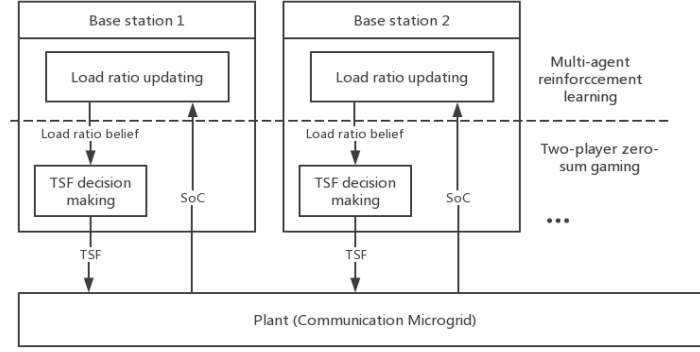 Base station 1
Base station 2
Load ratio updating
Load ratio updating
Multi-agent
reinforccement
learning
Load ratio belief
Load ratio belief
Two-player zero-
sum gaming
TSF decision
making
SoC
TSF decision
making
SoC
...
TSF
TSF
Plant (Communication Microgrid)